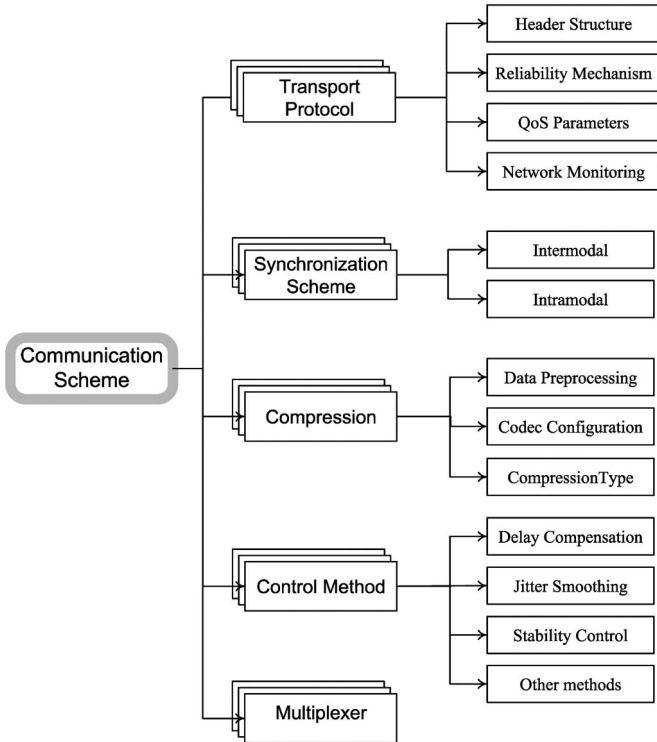 Communication
Scheme
Transport
Protocol
Header Structure
Reliability Mechanism
QoS Parameters
Network Monitoring
Synchronization
Scheme
Intermodal
Intramodal
Compression
Data Preprocessing
Codec Configuration
CompressionType
Control Method
Delay Compensation
Jitter Smoothing
Stability Control
Other methods
Multiplexer